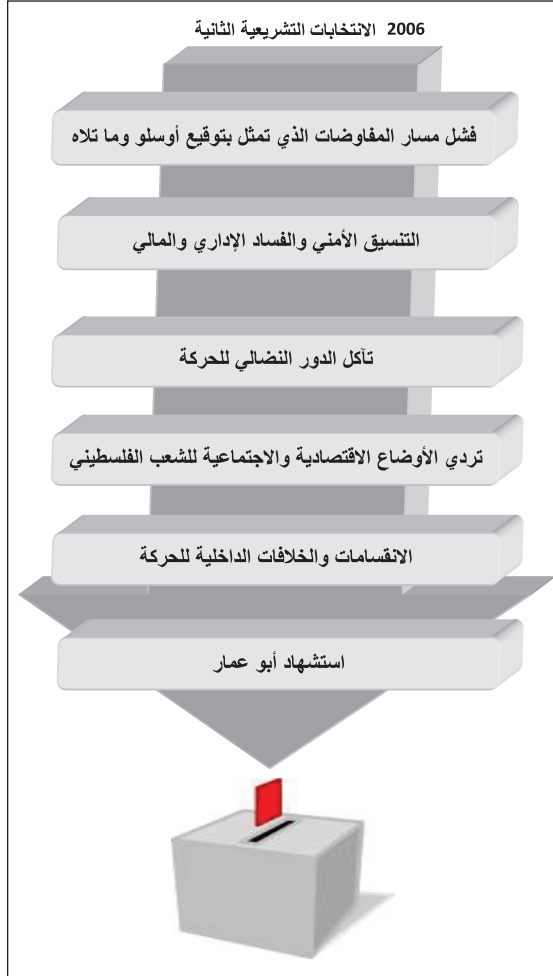 2006 الانتخابات التشريعية الثانية
فشل مسار المفاوضات الذي تمثل بتوقيع أوسلو وما تلاه
التنسيق الأمني والفساد الإداري والمالي
تآكل الدور النضالي للحركة
تردي الأوضاع الاقتصادية والاجتماعية للشعب الفلسطيني
الانقسامات والخلافات الداخلية للحركة
استشهاد أبو عمار